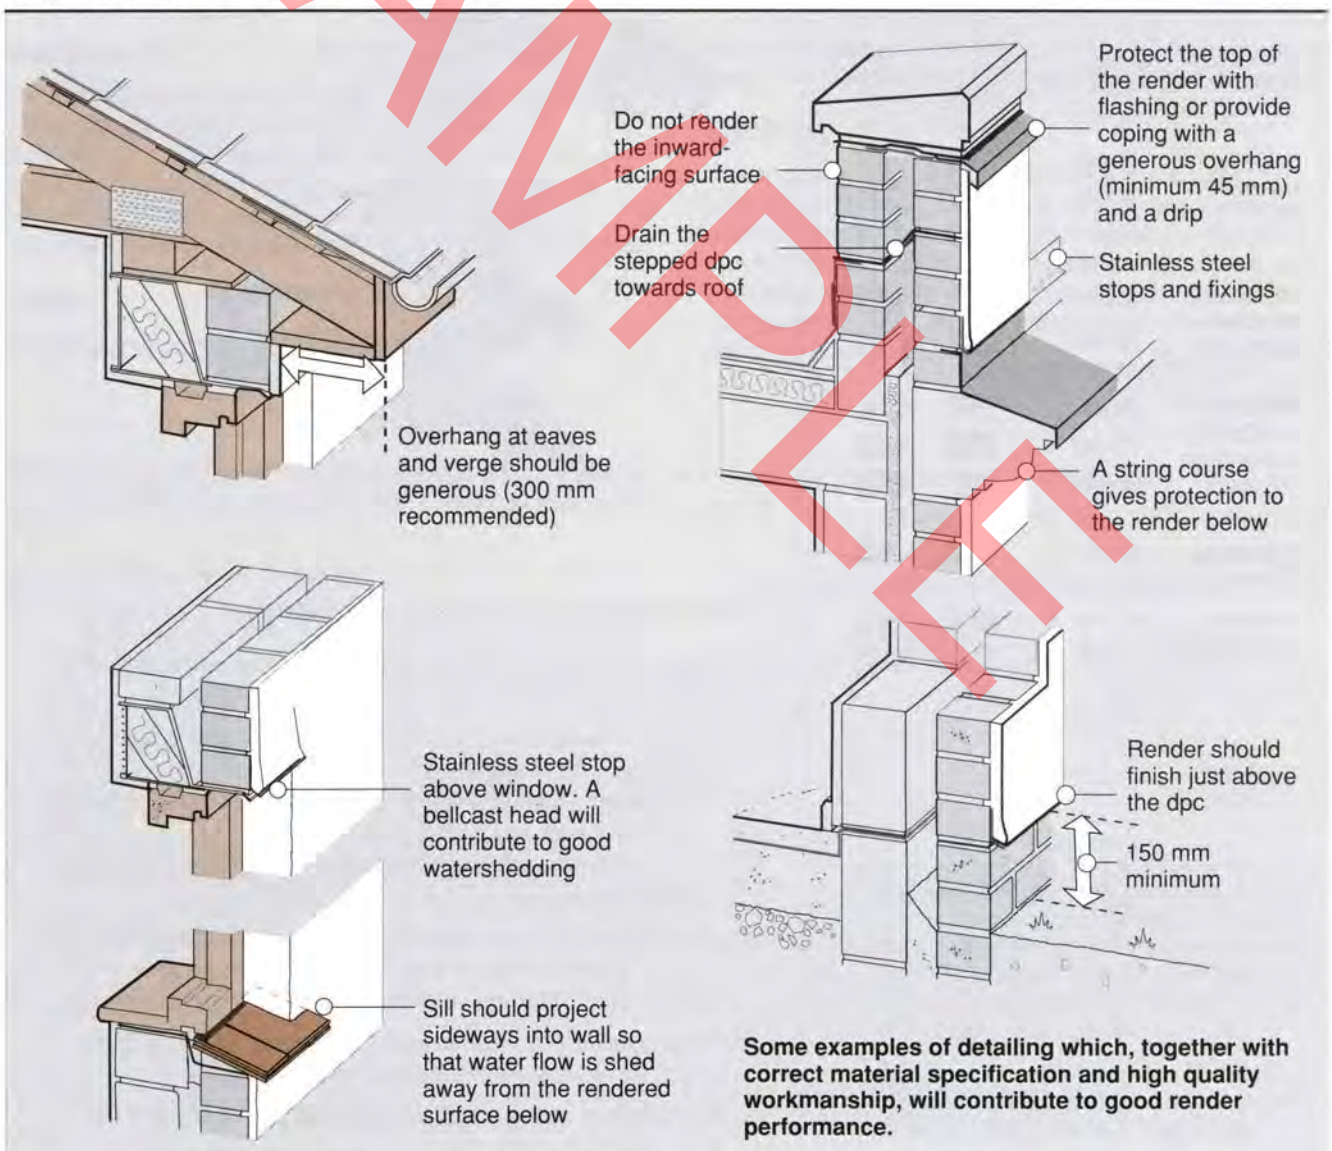 Overhang at eaves
and verge should be
generous (300 mm
recommended)
Do not render
the inward-
facing surface
Drain the
stepped dpc
towards roof
Protect the top of
the render with
flashing or provide
coping with a
generous overhang
(minimum 45 mm)
and a drip
Stainless steel
stops and fixings
A string course
gives protection to
the render below
Stainless steel stop
above window. A
bellcast head will
contribute to good
watershedding
Sill should project
sideways into wall so
that water flow is shed
away from the rendered
surface below
Render should
finish just above
the dpc
150 mm
minimum
Some examples of detailing which, together with
correct material specification and high quality
workmanship, will contribute to good render
performance.
AMPLE